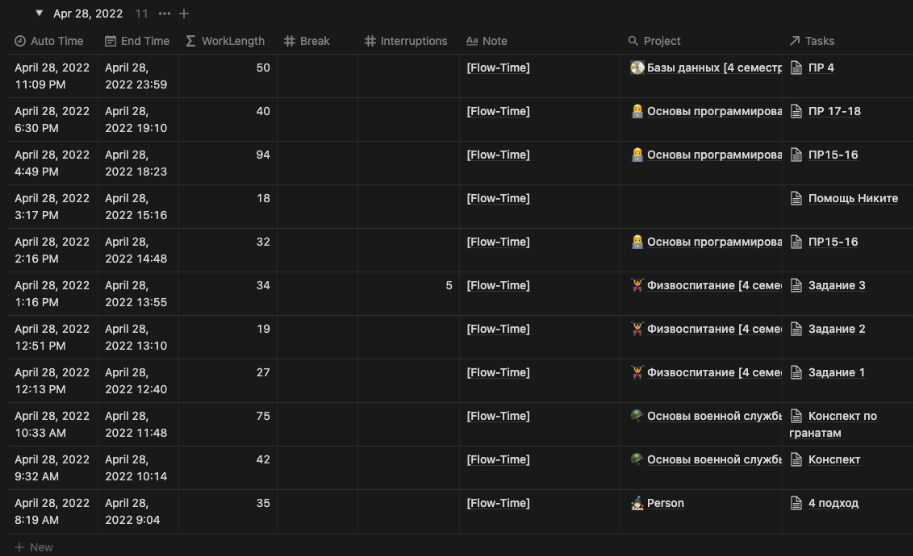 Apr 28, 2022 11
Auto Time End Time WorkLength Break Interruptions Note Project Tasks
April 28, 2022 April 28, 50 [Flow-Time] Базы данных [4 семестр ПР 4
11:09 PM 2022 23:59
April 28, 2022 April 28, 40 [Flow-Time] Основы программирова ПР 17-18
6:30 PM 2022 19:10
April 28, 2022 April 28, 94 [Flow-Time] Основы программирова ПР15-16
4:49 PM 2022 18:23
April 28, 2022 April 28, 18 [Flow-Time] Помощь Никите
3:17 PM 2022 15:16
April 28, 2022 April 28, 32 [Flow-Time] Основы программирова ПР15-16
2:16 PM 2022 14:48
April 28, 2022 April 28, 34 5 [Flow-Time] Физвоспитание [4 семе Задание 3
1:16 PM 2022 13:55
April 28, 2022 April 28, 19 [Flow-Time] Физвоспитание [4 семе Задание 2
12:51 PM 2022 13:10
April 28, 2022 April 28, 27 [Flow-Time] Физвоспитание [4 семе Задание 1
12:13 PM 2022 12:40
April 28, 2022 April 28, 75 [Flow-Time] Основы военной службы Конспект по
10:33 AM 2022 11:48 гранатам
April 28, 2022 April 28, 42 [Flow-Time] Основы военной службы Конспект
9:32 AM 2022 10:14
April 28, 2022 April 28, 35 [Flow-Time] Person 4 подход
8:19 AM 2022 9:04
New